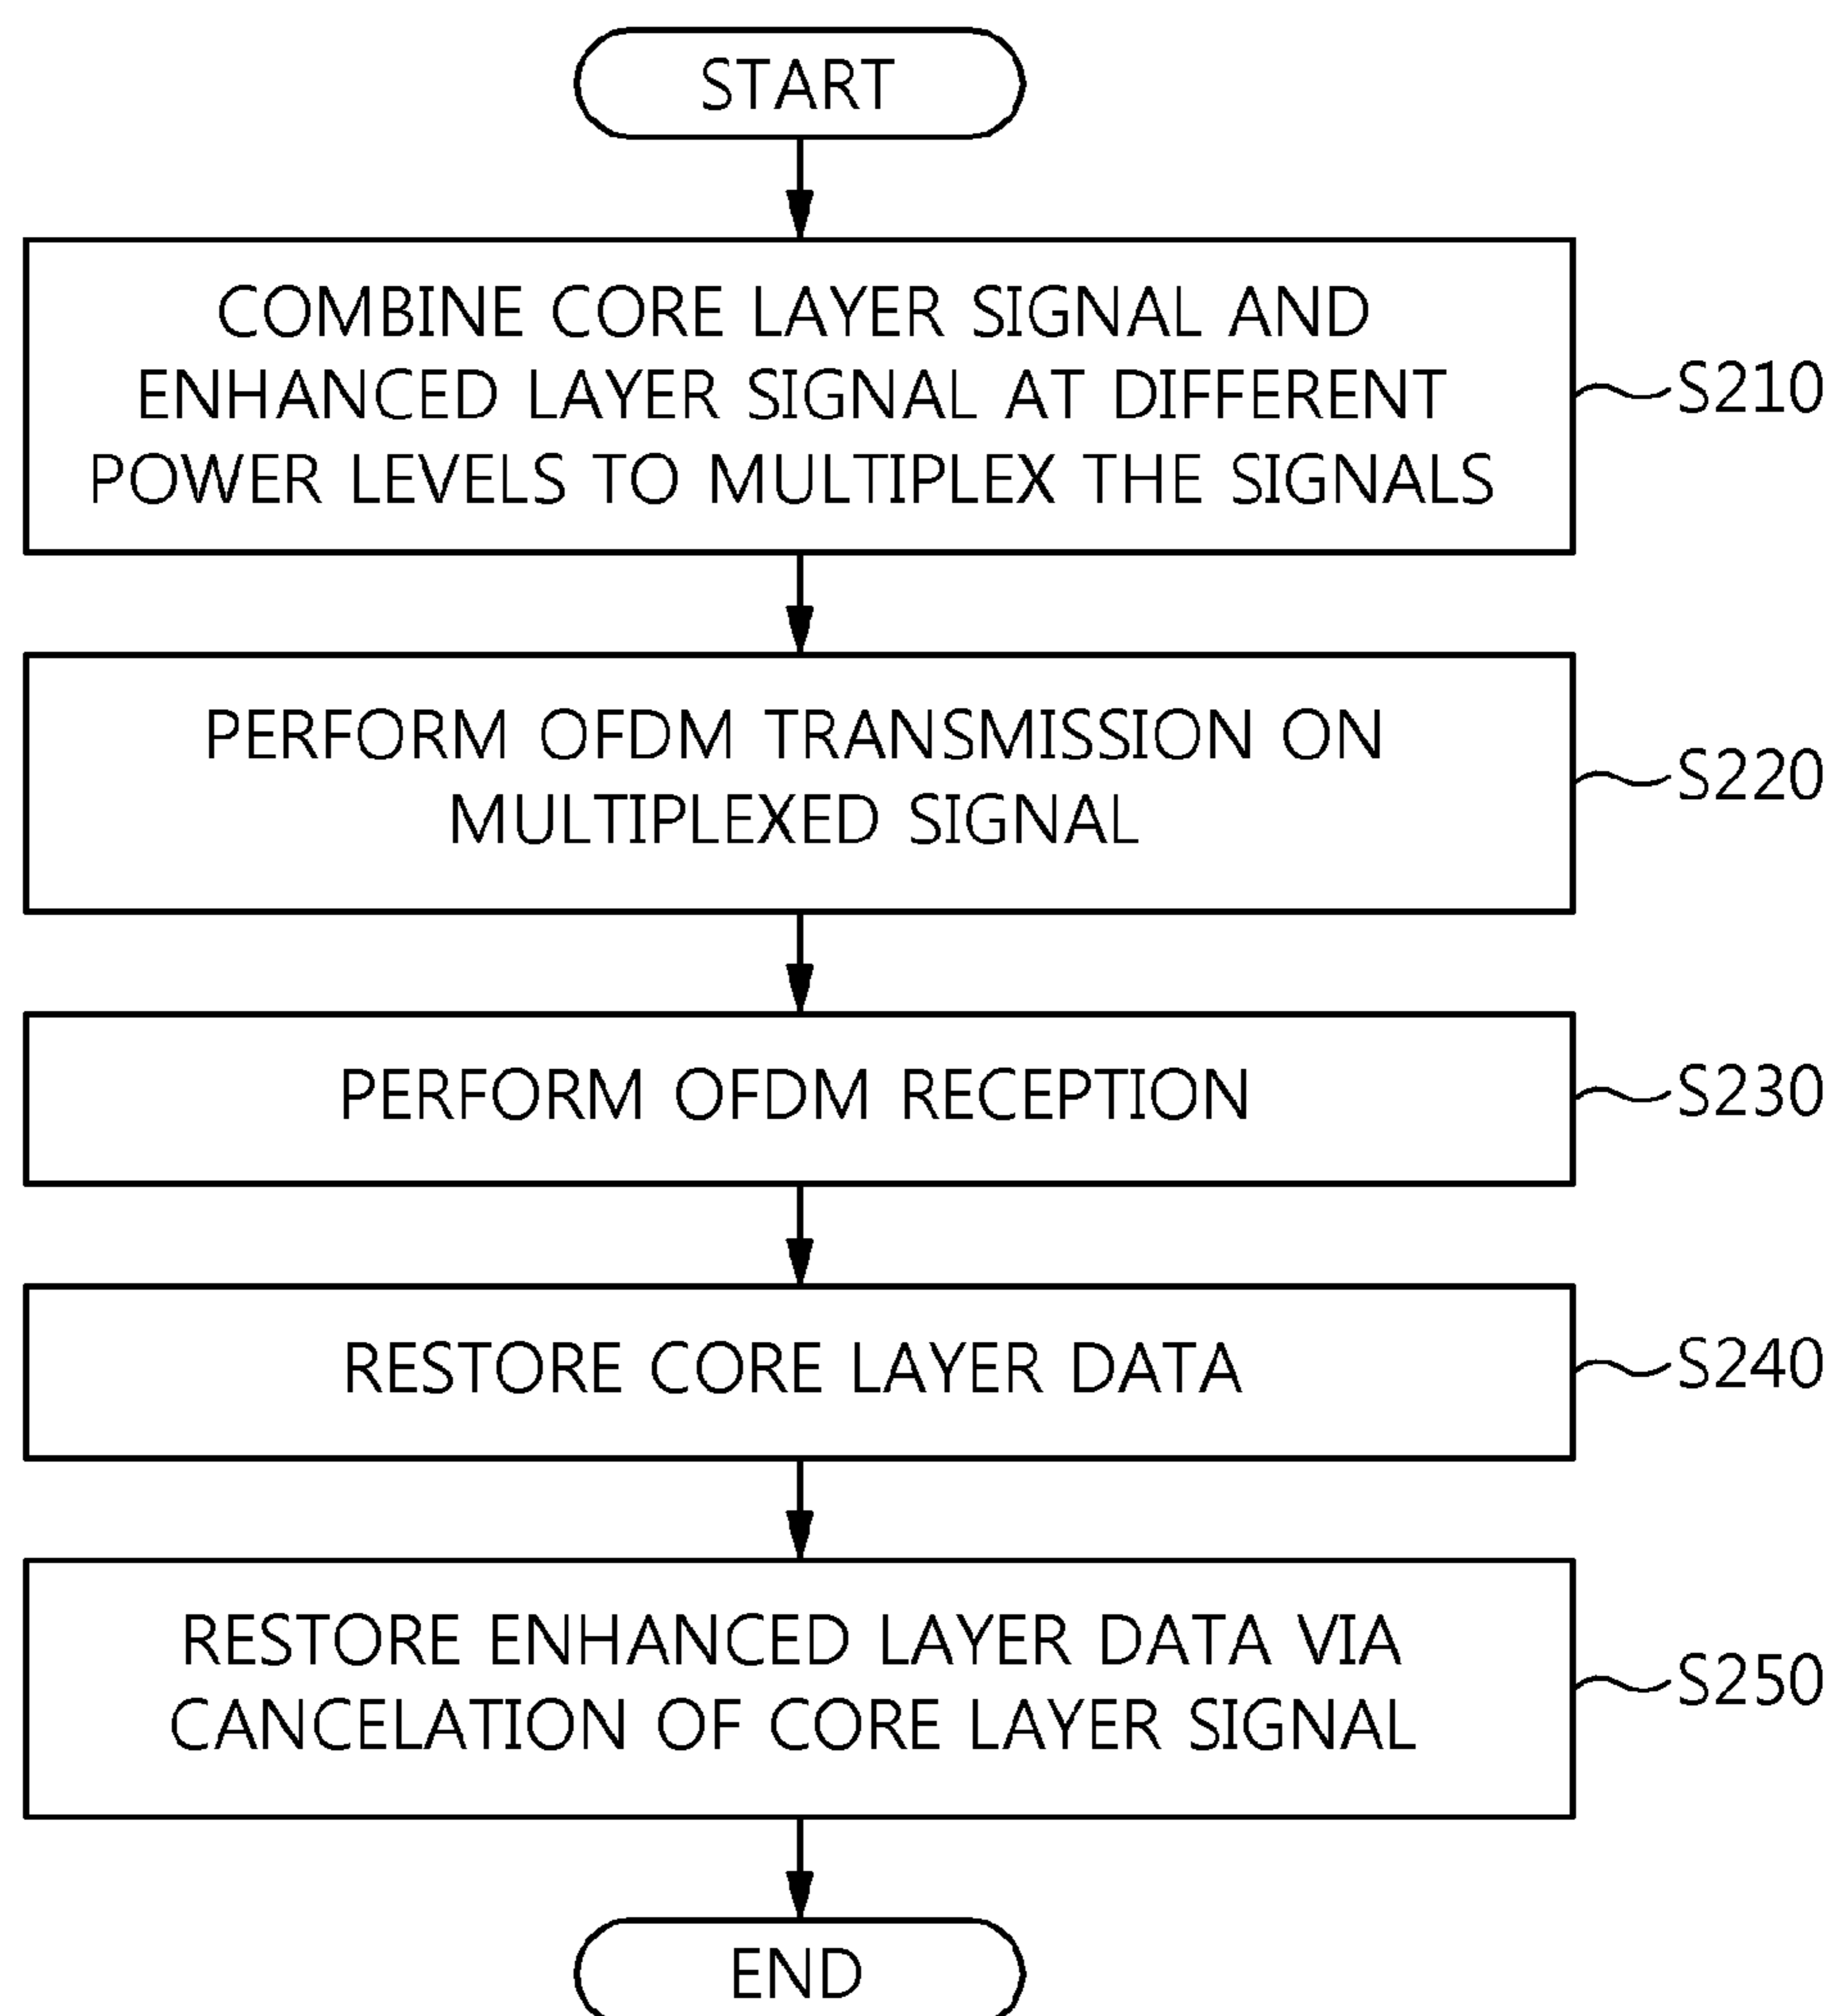 START
COMBINE CORE LAYER SIGNAL AND
ENHANCED LAYER SIGNAL AT DIFFERENT
POWER LEVELS TO MULTIPLEX THE SIGNALS
S210
PERFORM OFDM TRANSMISSION ON
MULTIPLEXED SIGNAL
S220
PERFORM OFDM RECEPTION
S230
RESTORE CORE LAYER DATA
S240
RESTORE ENHANCED LAYER DATA VIA
CANCELATION OF CORE LAYER SIGNAL
S250
END